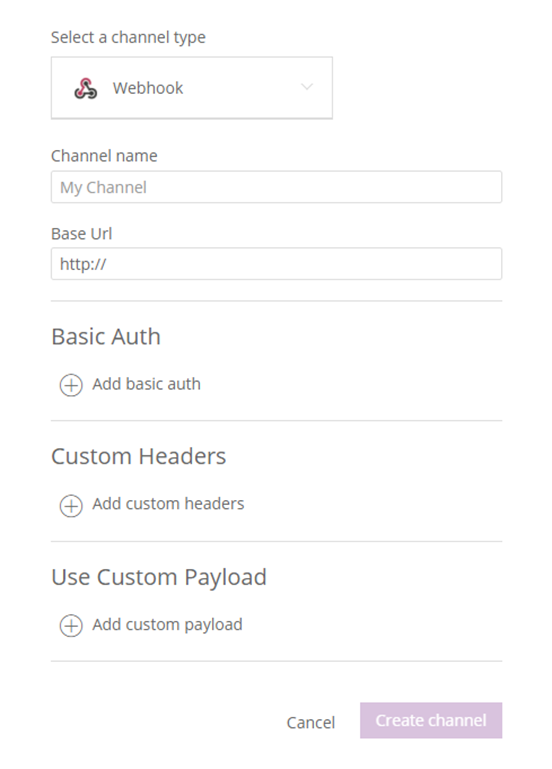 Select a channel type
Webhook
Channel name
My Channel
Base Url
http://
Basic Auth
Add basic auth
Custom Headers
Add custom headers
Use Custom Payload
Add custom payload
Cancel
Create channel